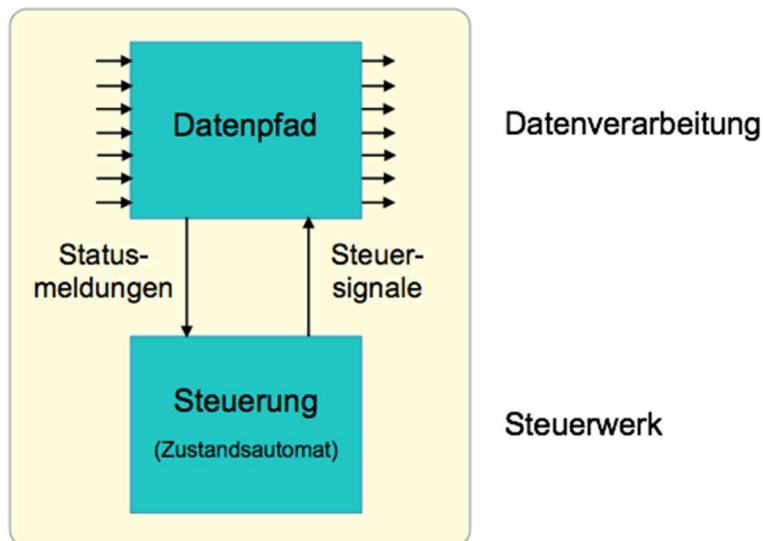 Datenpfad
Datenverarbeitung
Status-
meldungen
Steuer-
signale
Steuerung
(Zustandsautomat)
Steuerwerk